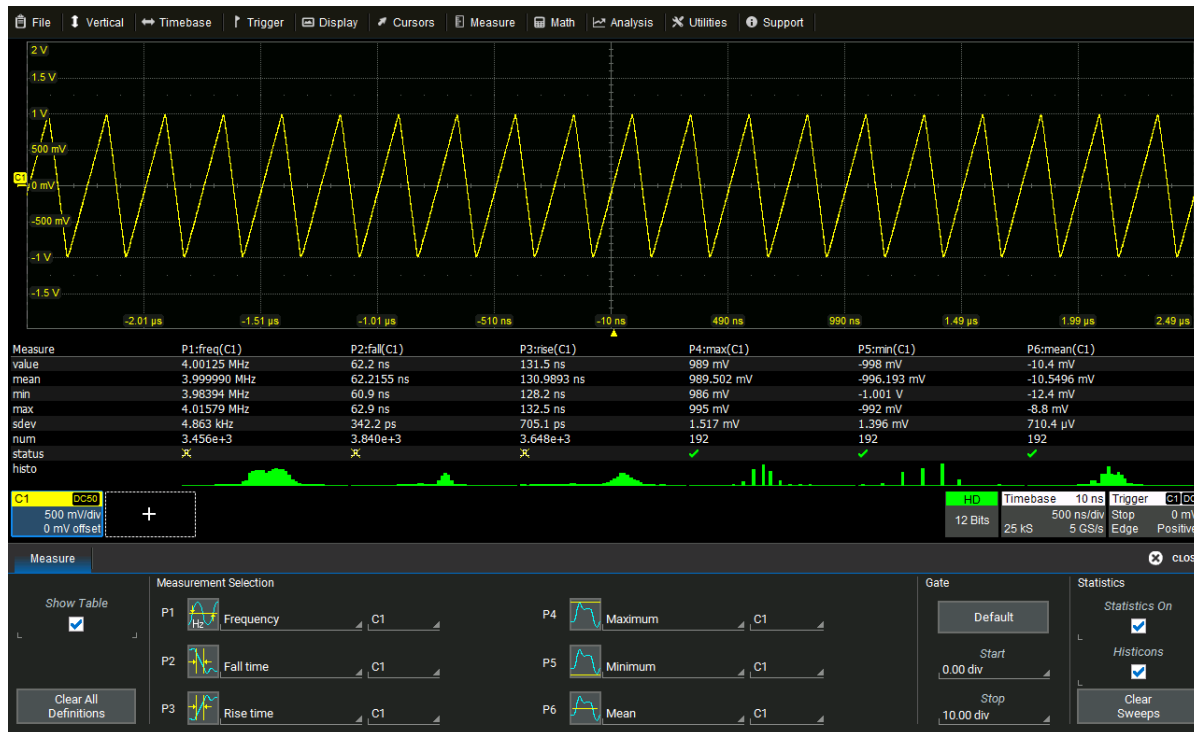 File Vertical Timebase Trigger Display Cursors Measure Math Analysis Utilities Support
2 V
1.5 V
1 V
500 mV
C1
0 mV
-500 mV
-1 V
-1.5 V
-2.01 µs -1.51 µs -1.01 µs -510 ns -10 ns 490 ns 990 ns 1.49 µs 1.99 µs 2.49 µs
Measure P1:freq(C1) P2:fall(C1) P3:rise(C1) P4:max(C1) P5:min(C1) P6:mean(C1)
value 4.00125 MHz 62.2 ns 131.5 ns 989 mV -998 mV -10.4 mV
mean 3.999990 MHz 62.2155 ns 130.9893 ns 989.502 mV -996.193 mV -10.5496 mV
min 3.98394 MHz 60.9 ns 128.2 ns 986 mV -1.001 V -12.4 mV
max 4.01579 MHz 62.9 ns 132.5 ns 995 mV -992 mV -8.8 mV
sdev 4.863 kHz 342.2 ps 705.1 ps 1.517 mV 1.396 mV 710.4 µV
num 3.456e+3 3.840e+3 3.648e+3 192 192 192
status
histo
C1 DC50
500 mV/div
0 mV offset
+
HD
12 Bits
Timebase 10 ns
500 ns/div
25 kS 5 GS/s
Trigger C1 DC
Stop 0 mV
Edge Positive
Measure
CLOS
Show Table
Clear All
Definitions
Measurement Selection
P1 Hz Frequency C1
P2 Fall time C1
P3 Rise time C1
P4 Maximum C1
P5 Minimum C1
P6 Mean C1
Gate
Default
Start
0.00 div
Stop
10.00 div
Statistics
Statistics On
Histicons
Clear
Sweeps